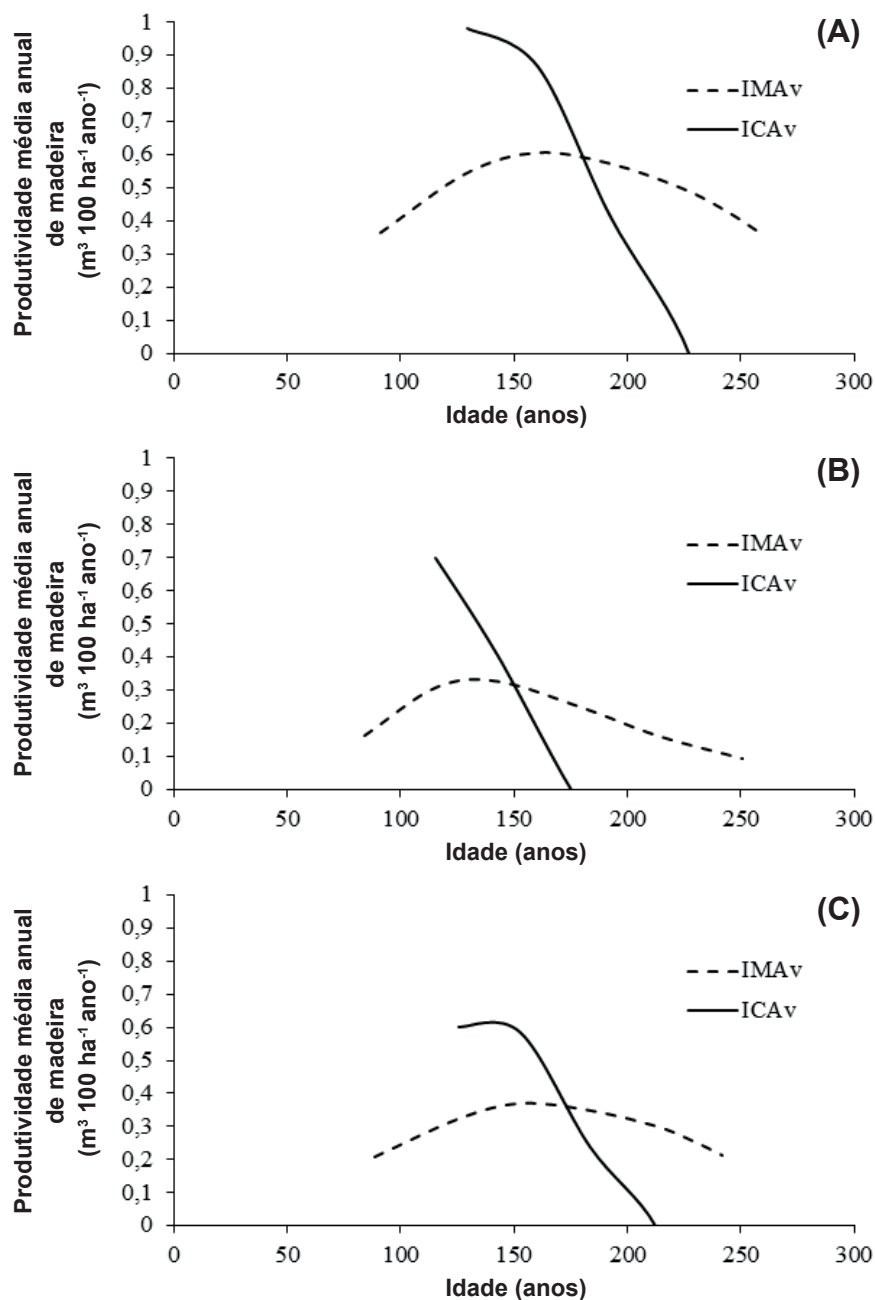 (A)
Produtividade média anual
de madeira
(m³ 100 ha⁻¹ ano⁻¹)
1
0,9
0,8
0,7
0,6
0,5
0,4
0,3
0,2
0,1
0
IMAv
ICAv
0 50 100 150 200 250 300
Idade (anos)
(B)
Produtividade média anual
de madeira
(m³ 100 ha⁻¹ ano⁻¹)
1
0,9
0,8
0,7
0,6
0,5
0,4
0,3
0,2
0,1
0
IMAv
ICAv
0 50 100 150 200 250 300
Idade (anos)
(C)
Produtividade média anual
de madeira
(m³ 100 ha⁻¹ ano⁻¹)
1
0,9
0,8
0,7
0,6
0,5
0,4
0,3
0,2
0,1
0
IMAv
ICAv
0 50 100 150 200 250 300
Idade (anos)